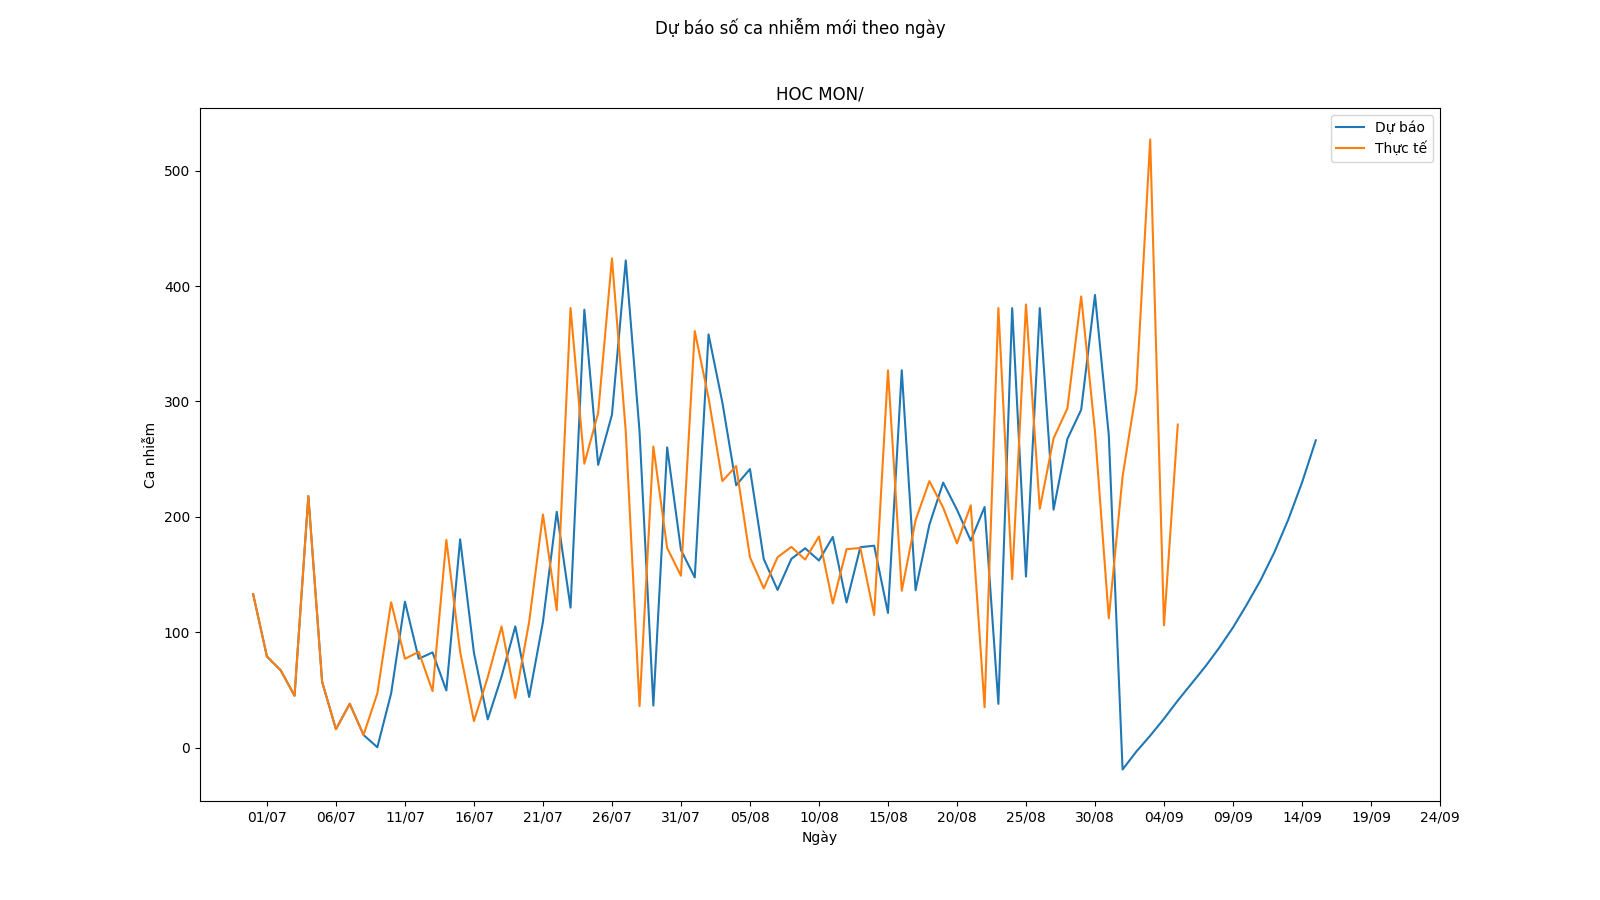 Dự báo số ca nhiễm mới theo ngày
HOC MON/
Dự báo
Thực tế
500
400
300
200
100
0
Ca nhiễm
01/07 06/07 11/07 16/07 21/07 26/07 31/07 05/08 10/08 15/08 20/08 25/08 30/08 04/09 09/09 14/09 19/09 24/09
Ngày